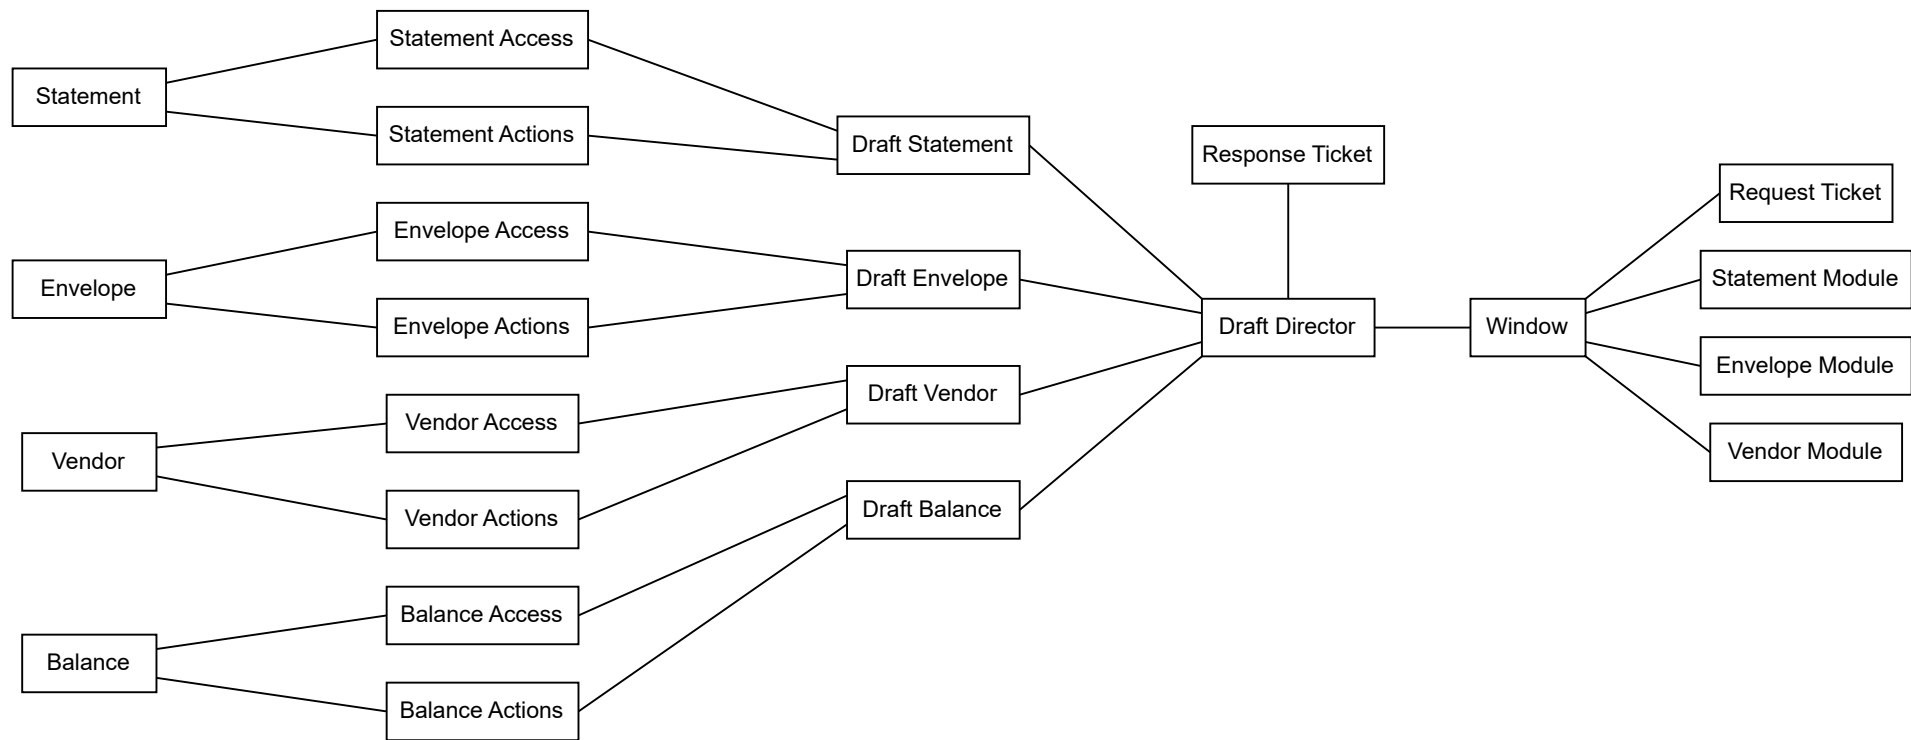 Statement
Envelope
Vendor
Balance
Statement Access
Statement Actions
Envelope Access
Envelope Actions
Vendor Access
Vendor Actions
Balance Access
Balance Actions
Draft Statement
Draft Envelope
Draft Vendor
Draft Balance
Response Ticket
Draft Director
Window
Request Ticket
Statement Module
Envelope Module
Vendor Module